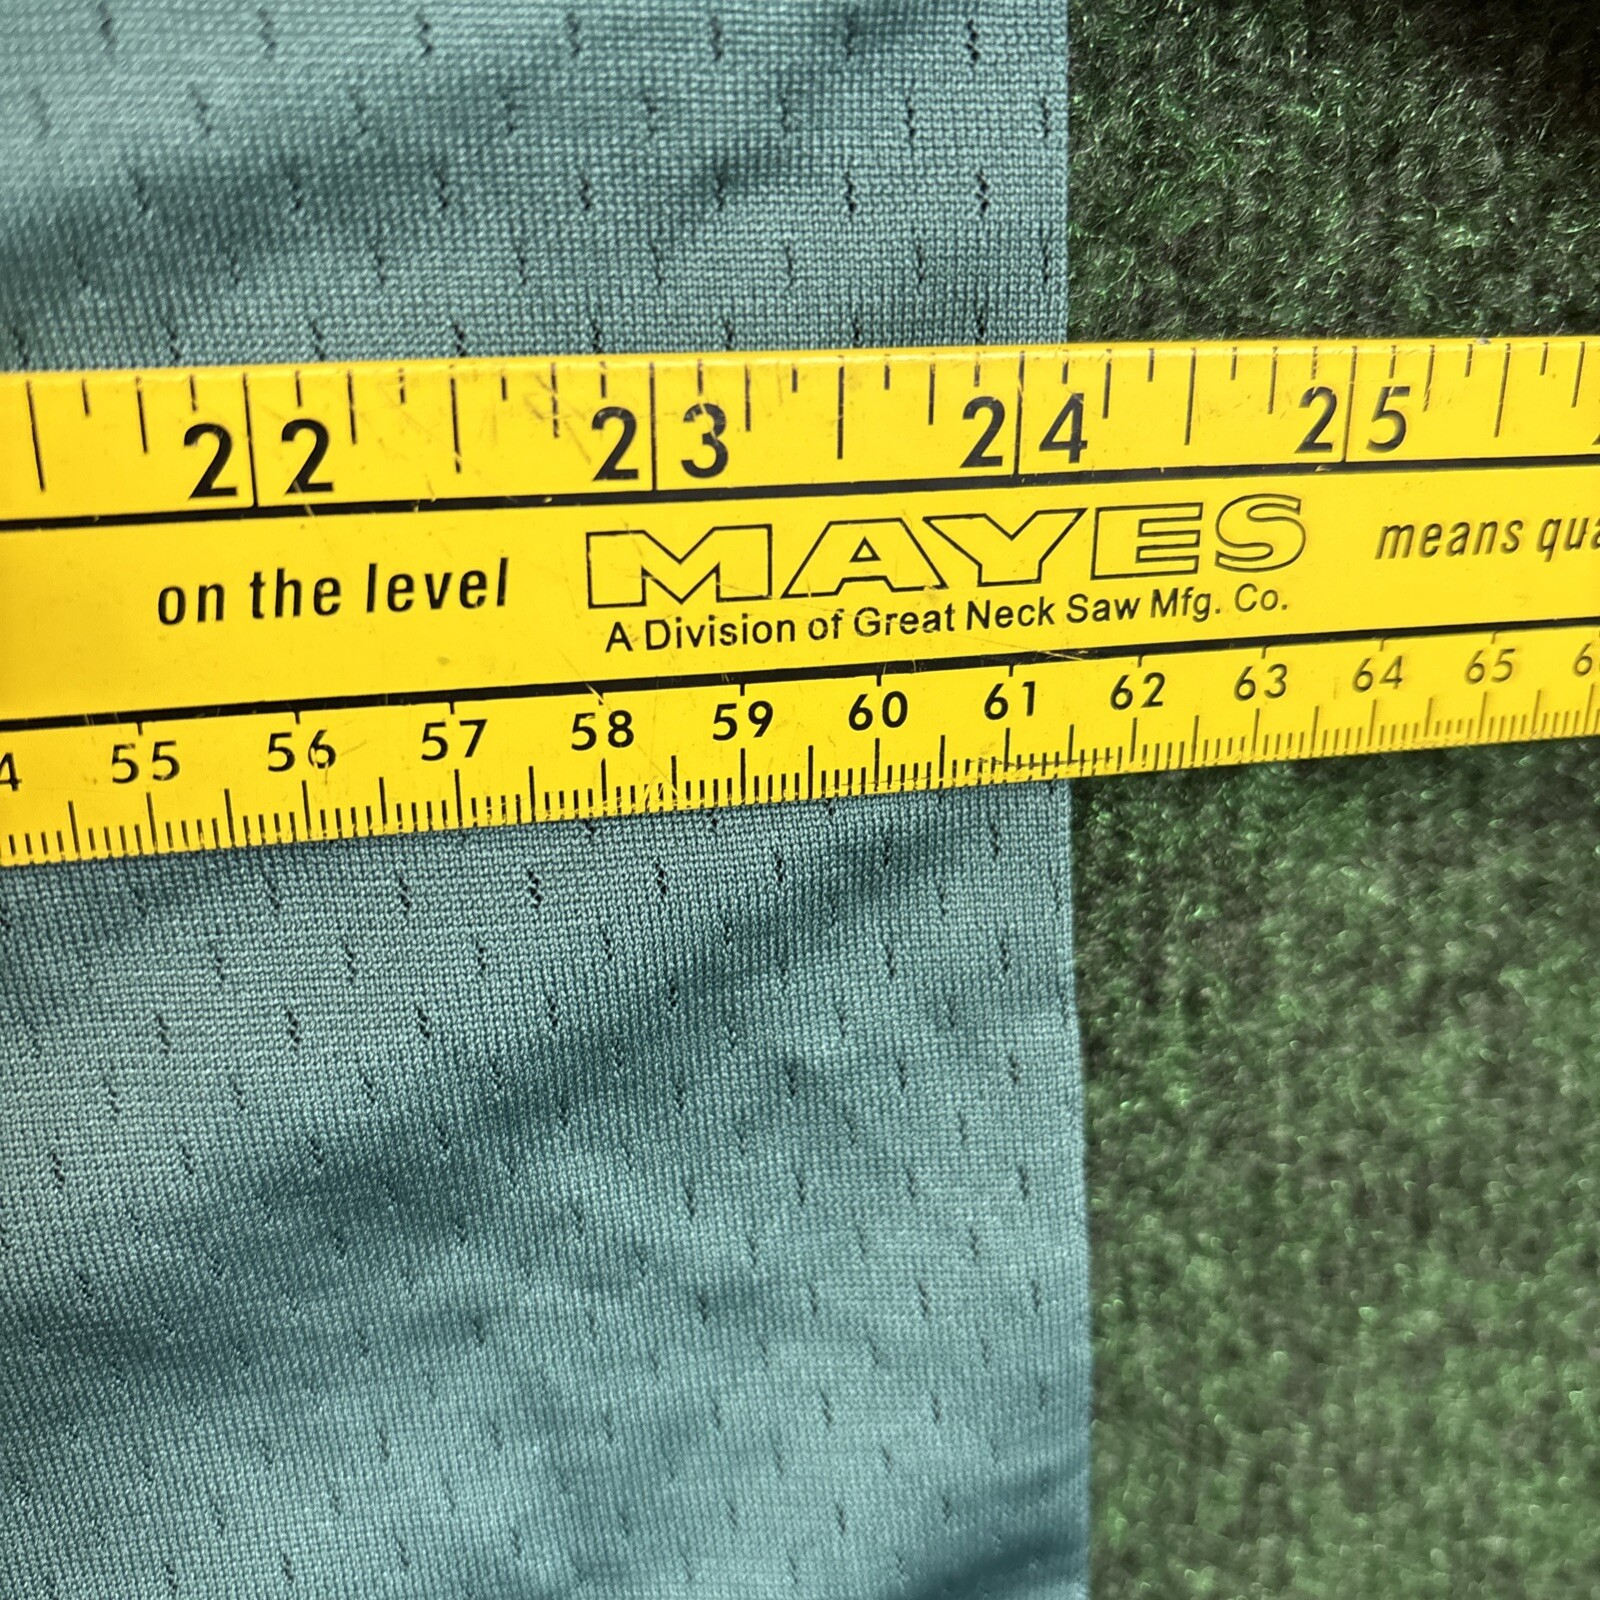 22 23 24 25
on the level MAYES means qua
A Division of Great Neck Saw Mfg. Co.
55 56 57 58 59 60 61 62 63 64 65